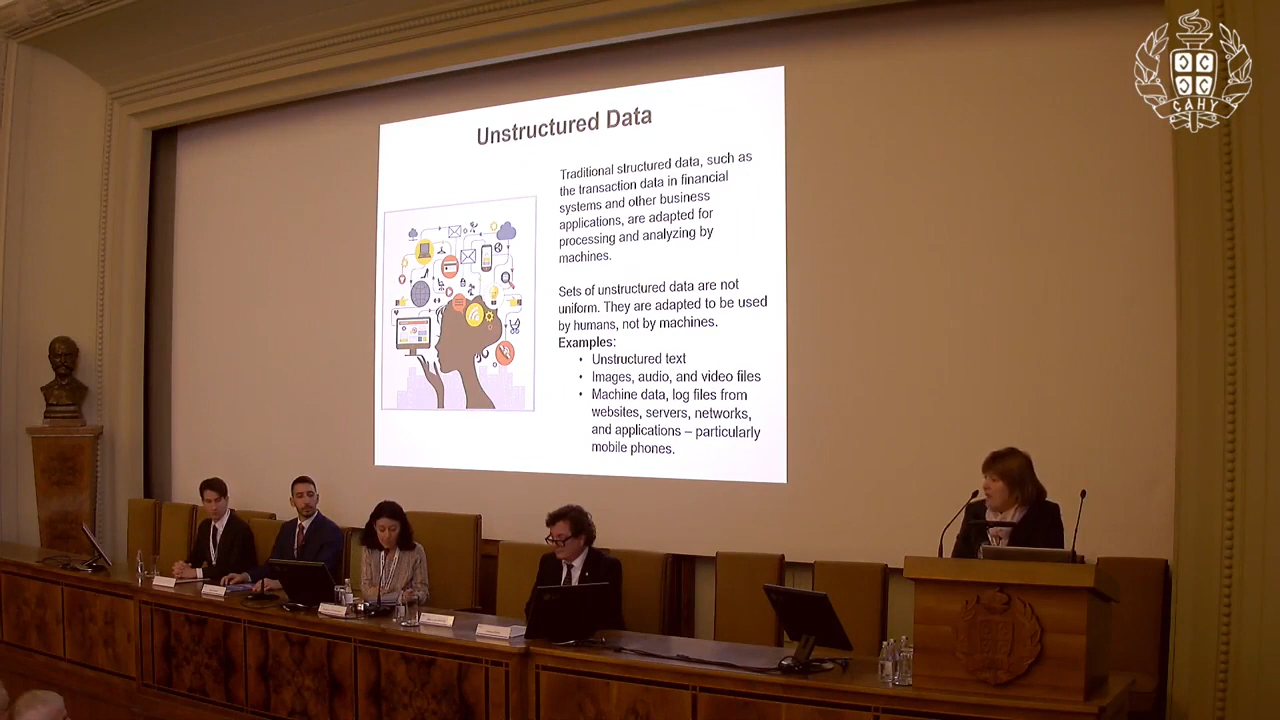 Unstructured Data
Traditional structured data, such as
the transaction data in financial
systems and other business
applications, are adapted for
processing and analyzing by
machines.
Sets of unstructured data are not
uniform. They are adapted to be used
by humans, not by machines.
Examples:
• Unstructured text
• Images, audio, and video files
• Machine data, log files from
websites, servers, networks,
and applications – particularly
mobile phones.
САНУ